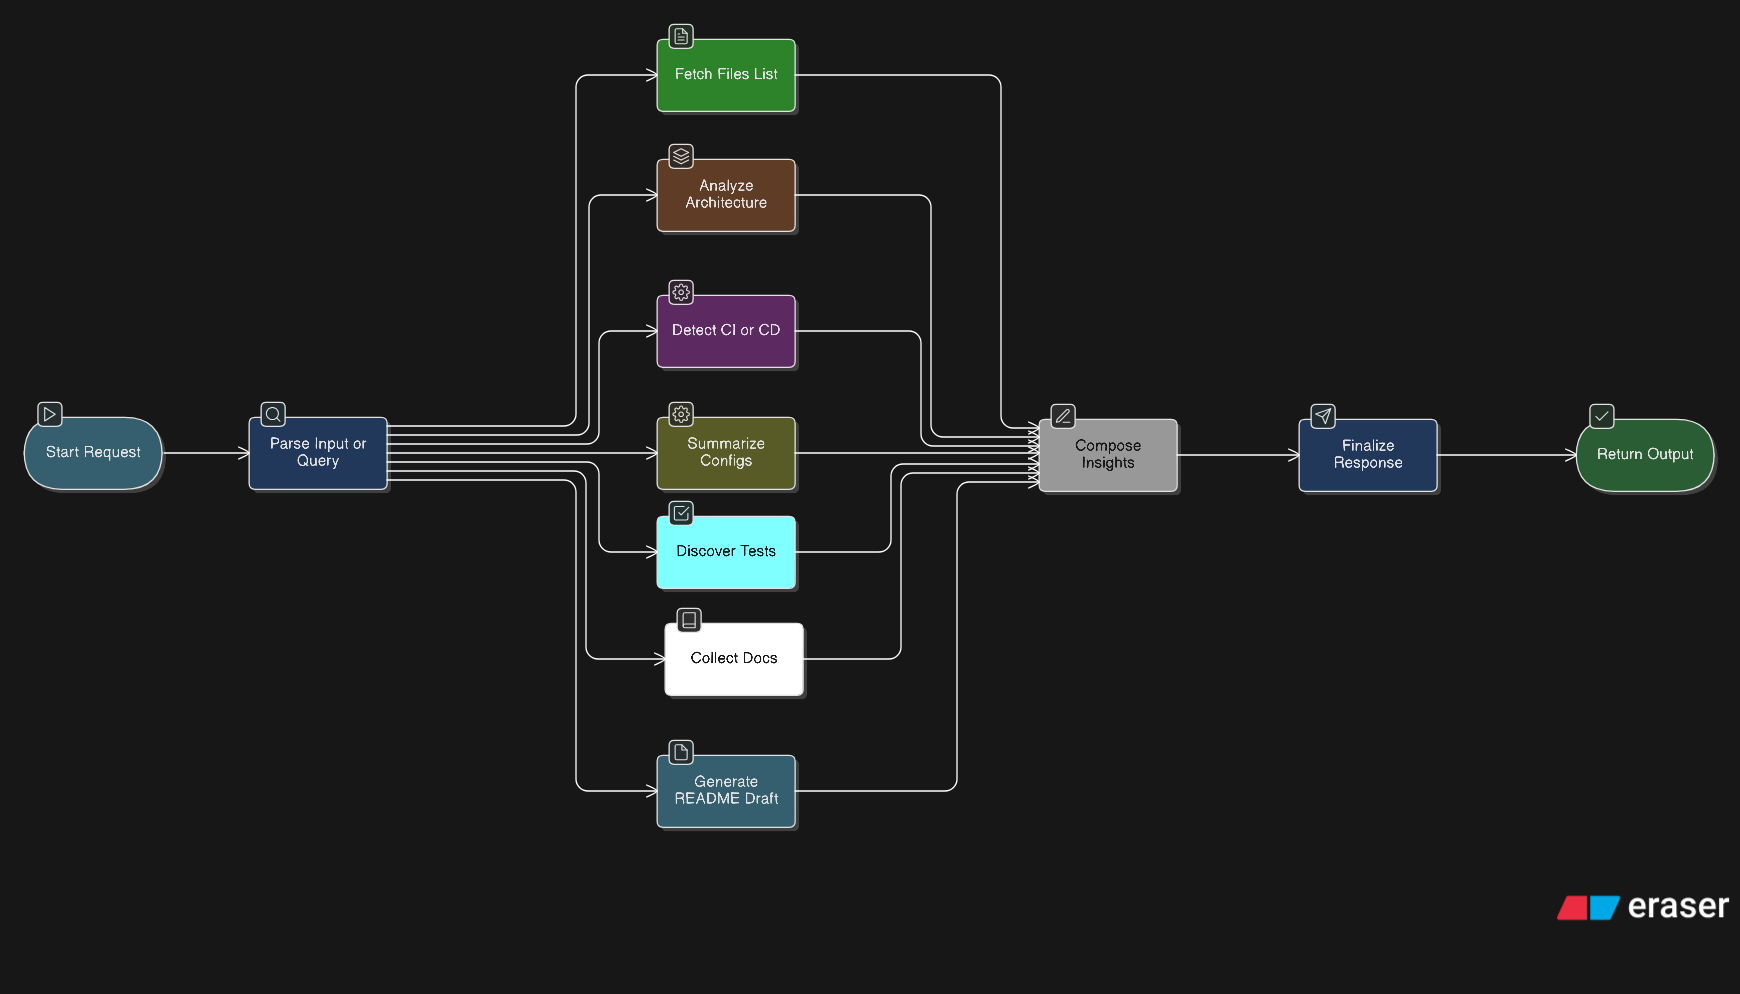 Fetch Files List
Analyze
Architecture
Detect CI or CD
Start Request
Parse Input or
Query
Summarize
Configs
Compose
Insights
Finalize
Response
Return Output
Discover Tests
Collect Docs
Generate
README Draft
eraser